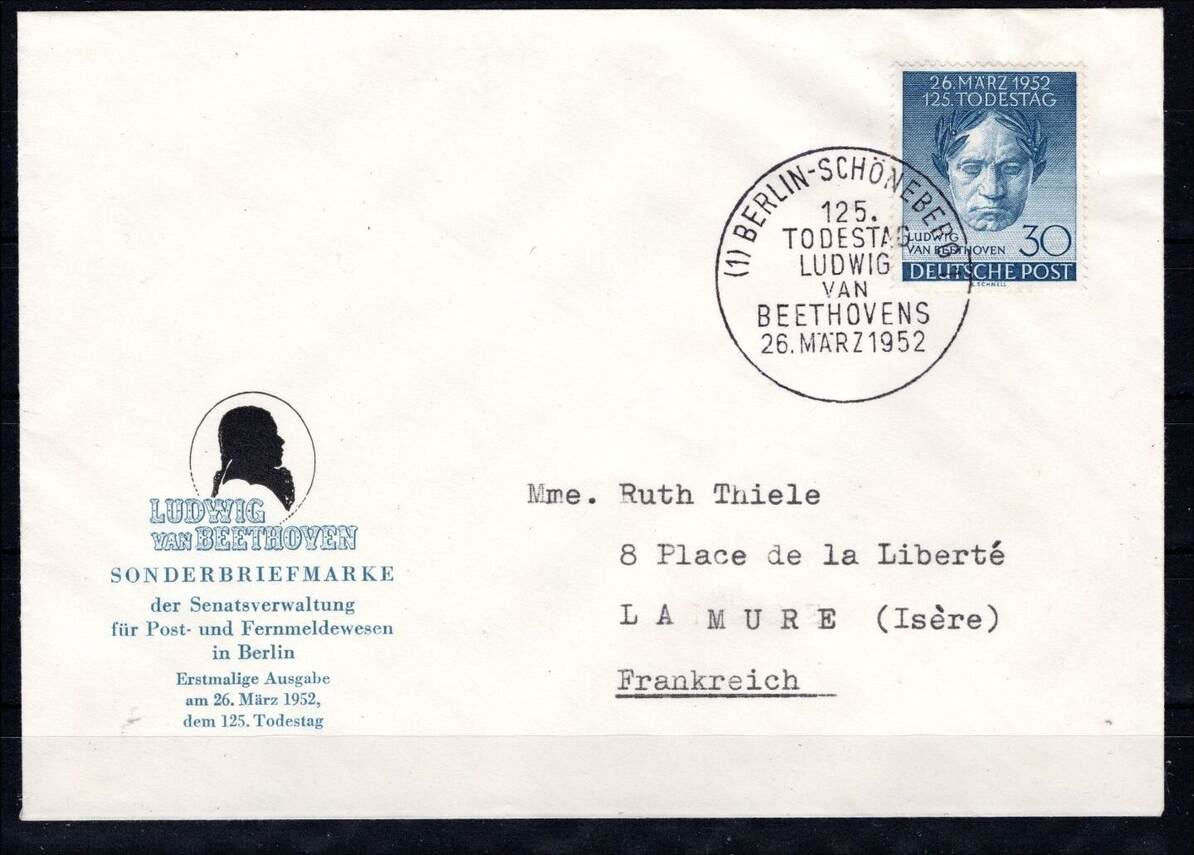 26. MÄRZ 1952
125. TODESTAG
LUDWIG
VAN BEETHOVEN 30
DEUTSCHE POST
E. SCHNELL
(1) BERLIN-SCHÖNEBERG 1
125.
TODESTAG
LUDWIG
VAN
BEETHOVENS
26. MÄRZ 1952
LUDWIG
VAN BEETHOVEN
SONDERBRIEFMARKE
der Senatsverwaltung
für Post- und Fernmeldewesen
in Berlin
Erstmalige Ausgabe
am 26. März 1952,
dem 125. Todestag
Mme. Ruth Thiele
8 Place de la Liberté
LA MURE (Isère)
Frankreich